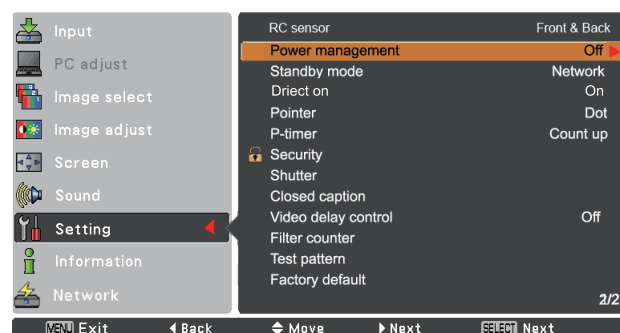 Input
PC adjust
Image select
Image adjust
Screen
Sound
Setting
Information
Network
RC sensor Front & Back
Power management Off
Standby mode Network
Driect on On
Pointer Dot
P-timer Count up
Security
Shutter
Closed caption
Video delay control Off
Filter counter
Test pattern
Factory default
2/2
MENU Exit Back Move Next SELECT Next